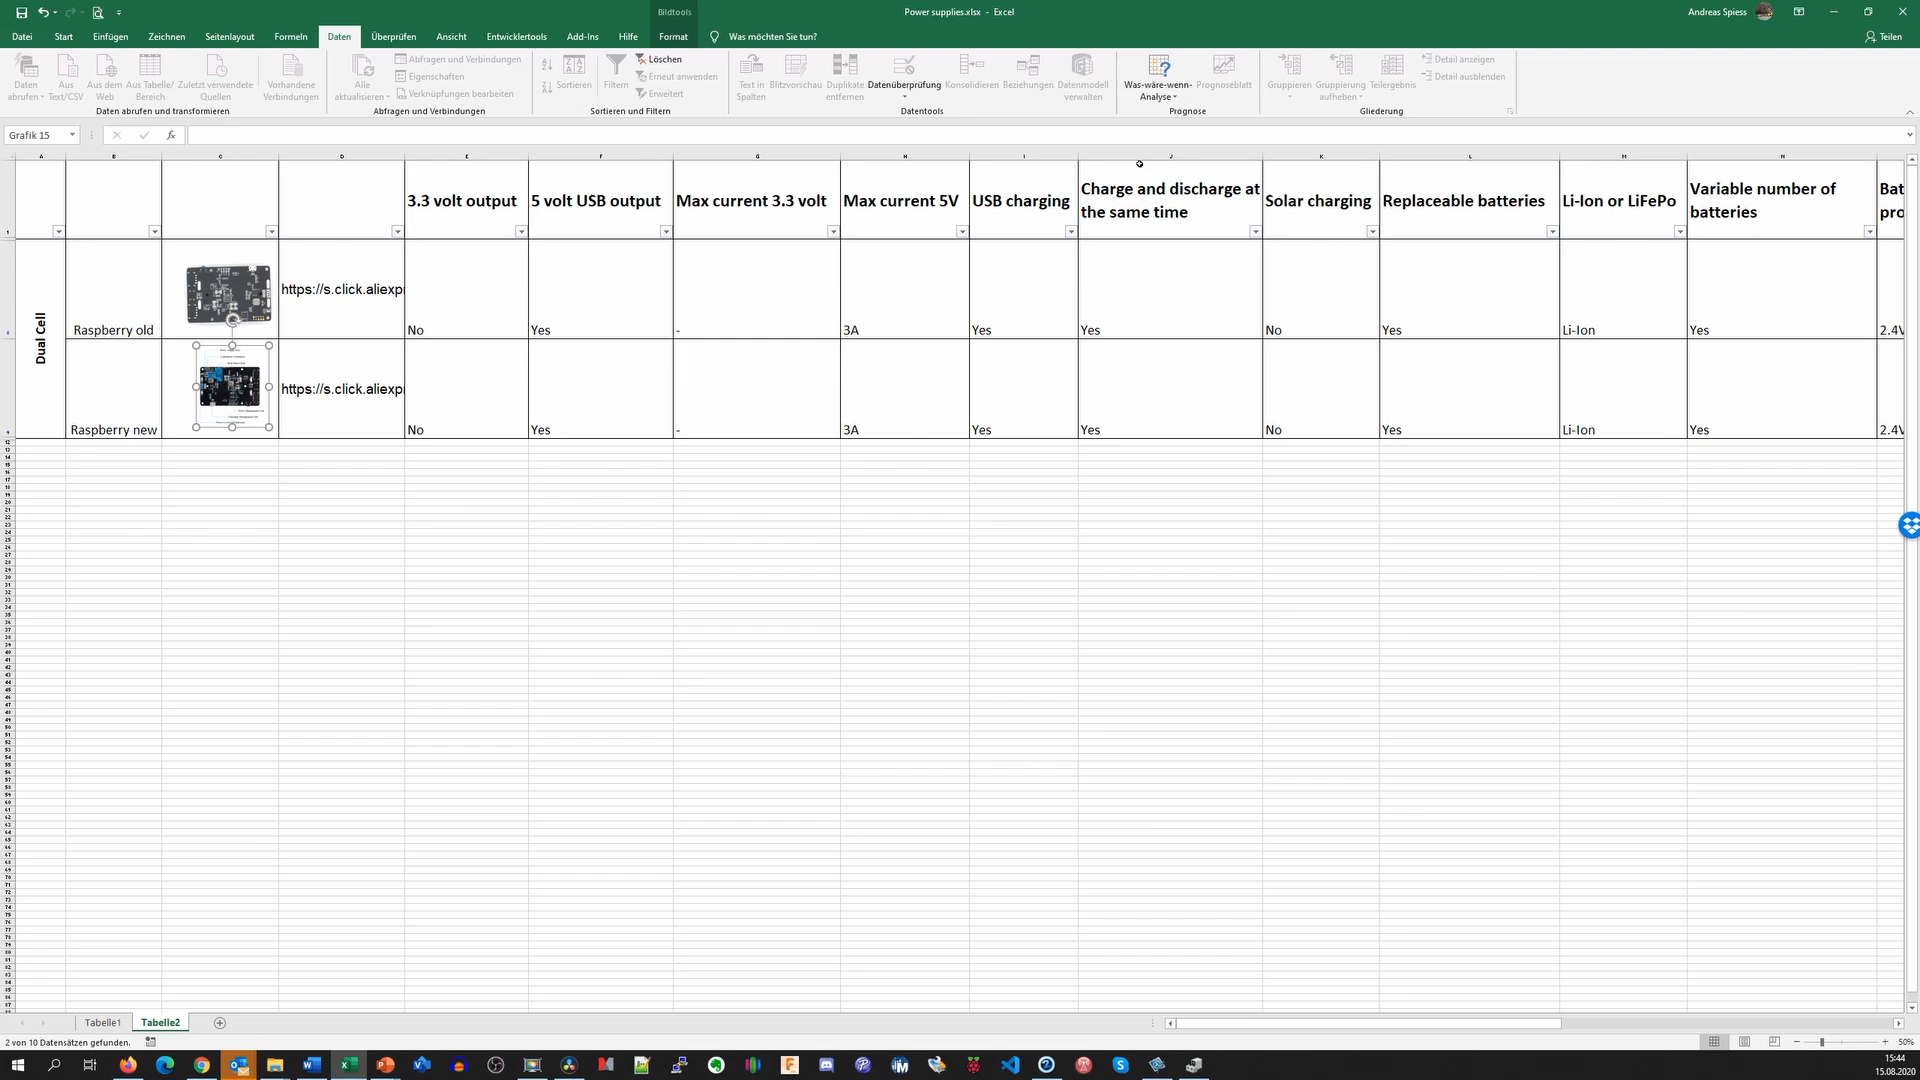 Bildtools
Power supplies.xlsx - Excel
Andreas Spiess
Datei Start Einfügen Zeichnen Seitenlayout Formeln Daten Überprüfen Ansicht Entwicklertools Add-Ins Hilfe Format Was möchten Sie tun? Teilen
Daten abrufen
Aus Text/CSV
Aus dem Web
Aus Tabelle/ Bereich
Zuletzt verwendete Quellen
Vorhandene Verbindungen
Daten abrufen und transformieren
Alle aktualisieren
Abfragen und Verbindungen
Eigenschaften
Verknüpfungen bearbeiten
Abfragen und Verbindungen
Sortieren
Filtern
Löschen
Erneut anwenden
Erweitert
Sortieren und Filtern
Text in Spalten
Blitzvorschau
Duplikate entfernen
Datenüberprüfung
Konsolidieren
Beziehungen
Datenmodell verwalten
Datentools
Was-wäre-wenn- Analyse
Prognoseblatt
Prognose
Gruppieren
Gruppierung aufheben
Teilergebnis
Detail anzeigen
Detail ausblenden
Gliederung
Grafik 15
fx
A B C D E F G H I J K L M N
3.3 volt output
5 volt USB output
Max current 3.3 volt
Max current 5V
USB charging
Charge and discharge at
the same time
Solar charging
Replaceable batteries
Li-Ion or LiFePo
Variable number of
batteries
Bat
pro
Dual Cell
Raspberry old https://s.click.aliexp No Yes - 3A Yes Yes No Yes Li-Ion Yes 2.4V
Raspberry new https://s.click.aliexp No Yes - 3A Yes Yes No Yes Li-Ion Yes 2.4V
Tabelle1 Tabelle2
2 von 10 Datensätzen gefunden.
50%
15:44
15.08.2020